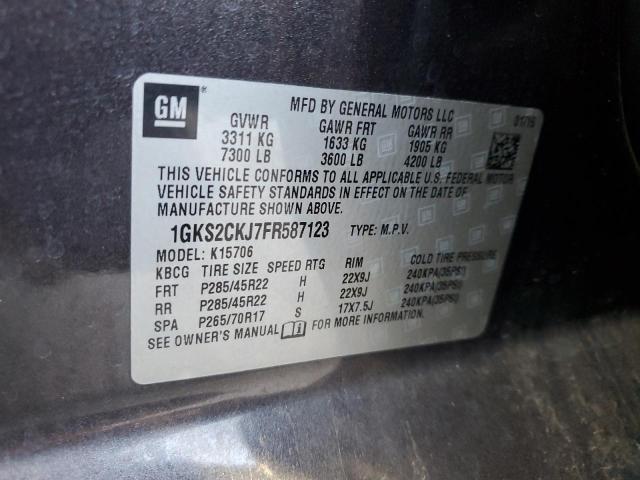 GM
MFD BY GENERAL MOTORS LLC
GVWR GAWR FRT GAWR RR
3311 KG 1633 KG 1905 KG
7300 LB 3600 LB 4200 LB
THIS VEHICLE CONFORMS TO ALL APPLICABLE U.S. FEDERAL MOTOR
VEHICLE SAFETY STANDARDS IN EFFECT ON THE DATE OF
MANUFACTURE SHOWN ABOVE.
1GKS2CKJ7FR587123 TYPE: M.P.V.
MODEL: K15706
KBCG TIRE SIZE SPEED RTG RIM COLD TIRE PRESSURE
FRT P285/45R22 H 22X9J 240KPA(35PSI)
RR P285/45R22 H 22X9J 240KPA(35PSI)
SPA P265/70R17 S 17X7.5J 240KPA(35PSI)
SEE OWNER'S MANUAL FOR MORE INFORMATION.